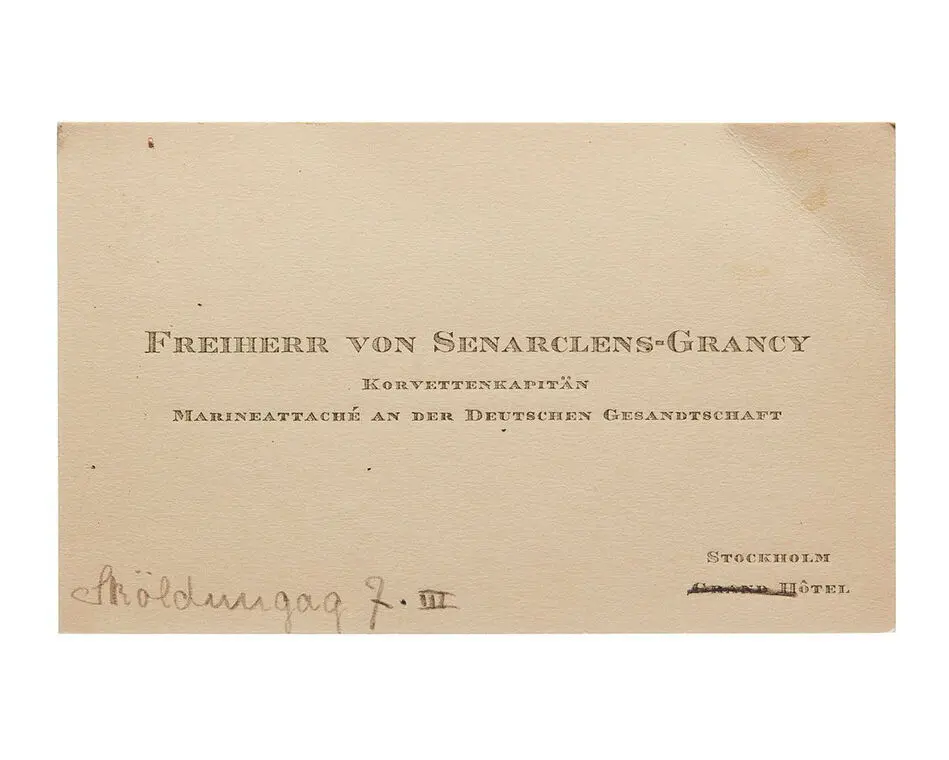 Freiherr von Senarclens-Grancy
Korvettenkapitän
Marineattaché an der Deutschen Gesandtschaft
Stockholm
Grand Hôtel
Sköldungag 7. III